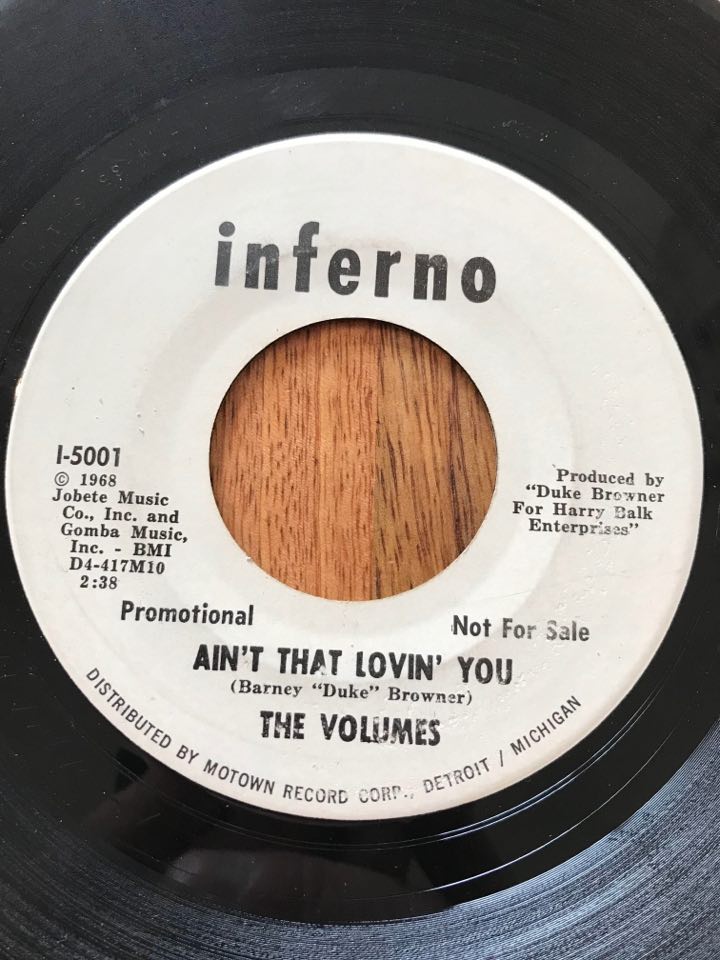 inferno
I-5001
© 1968
Jobete Music
Co., Inc. and
Gomba Music,
Inc. - BMI
D4-417M10
2:38
Produced by
"Duke Browner
For Harry Balk
Enterprises"
Promotional
Not For Sale
AIN'T THAT LOVIN' YOU
(Barney "Duke" Browner)
THE VOLUMES
DISTRIBUTED BY MOTOWN RECORD CORP., DETROIT / MICHIGAN